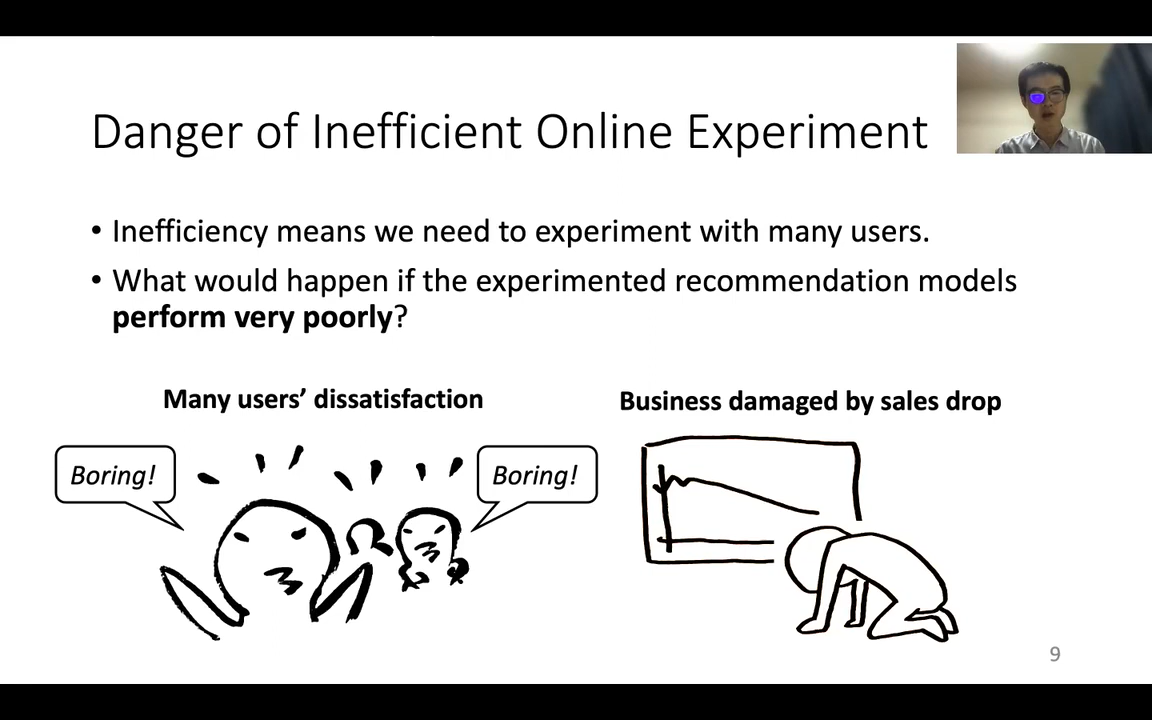 Danger of Inefficient Online Experiment
• Inefficiency means we need to experiment with many users.
• What would happen if the experimented recommendation models
perform very poorly?
Many users’ dissatisfaction
Business damaged by sales drop
Boring!
Boring!
9